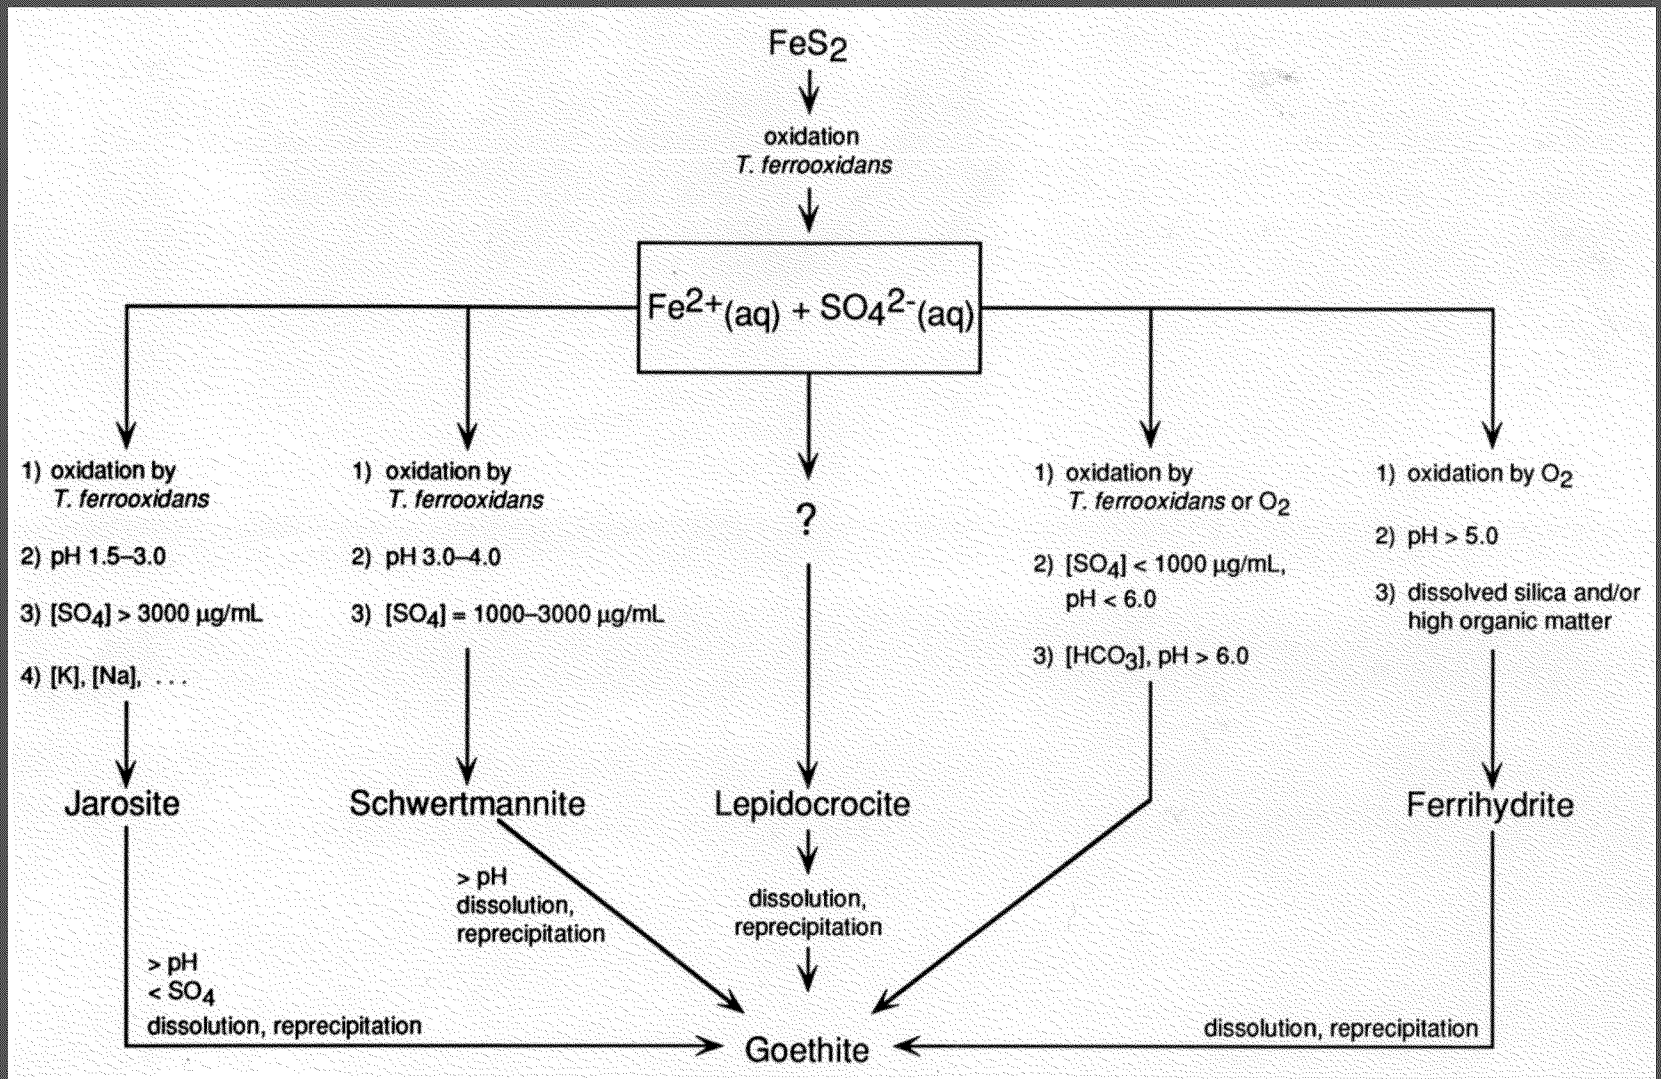 FeS2
oxidation
T. ferrooxidans
Fe2+(aq) + SO42-(aq)
1) oxidation by
T. ferrooxidans
2) pH 1.5–3.0
3) [SO4] > 3000 µg/mL
4) [K], [Na], . . .
Jarosite
> pH
< SO4
dissolution, reprecipitation
1) oxidation by
T. ferrooxidans
2) pH 3.0–4.0
3) [SO4] = 1000–3000 µg/mL
Schwertmannite
> pH
dissolution,
reprecipitation
?
Lepidocrocite
dissolution,
reprecipitation
1) oxidation by
T. ferrooxidans or O2
2) [SO4] < 1000 µg/mL,
pH < 6.0
3) [HCO3], pH > 6.0
1) oxidation by O2
2) pH > 5.0
3) dissolved silica and/or
high organic matter
Ferrihydrite
dissolution, reprecipitation
Goethite